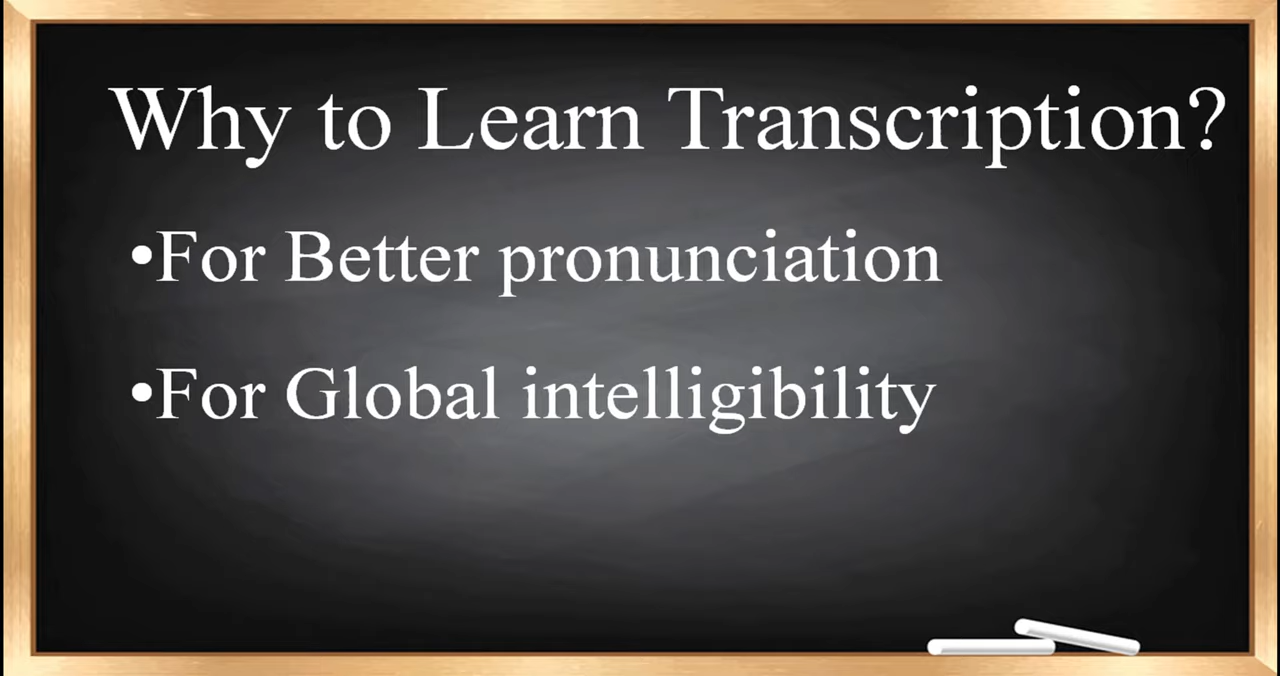 Why to Learn Transcription?
•For Better pronunciation
•For Global intelligibility